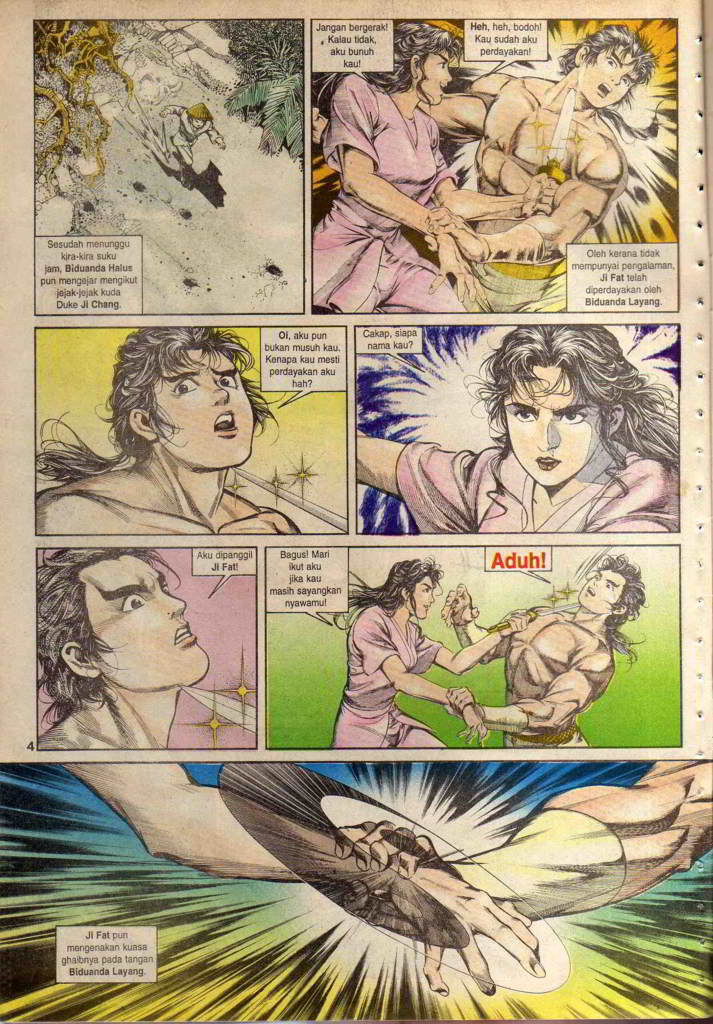 Sesudah menunggu
kira-kira suku
jam, Biduanda Halus
pun mengejar mengikut
jejak-jejak kuda
Duke Ji Chang.
Jangan bergerak!
Kalau tidak,
aku bunuh
kau!
Heh, heh, bodoh!
Kau sudah aku
perdayakan!
Oleh kerana tidak
mempunyai pengalaman,
Ji Fat telah
diperdayakan oleh
Biduanda Layang.
Oi, aku pun
bukan musuh kau.
Kenapa kau mesti
perdayakan aku
hah?
Cakap, siapa
nama kau?
Aku dipanggil
Ji Fat!
Bagus! Mari
ikut aku
jika kau
masih sayangkan
nyawamu!
Aduh!
4
Ji Fat pun
mengenakan kuasa
ghaibnya pada tangan
Biduanda Layang.